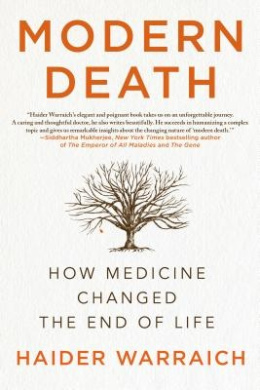 MODERN
DEATH
"Haider Warraich's elegant and poignant book takes us on an unforgettable journey.
A caring and thoughtful doctor, he also writes beautifully. He succeeds in humanizing a complex
topic and gives us remarkable insights about the changing nature of 'modern death.'"
—Siddhartha Mukherjee, New York Times bestselling author
of The Emperor of All Maladies and The Gene
HOW MEDICINE
CHANGED
THE END OF LIFE
HAIDER WARRAICH